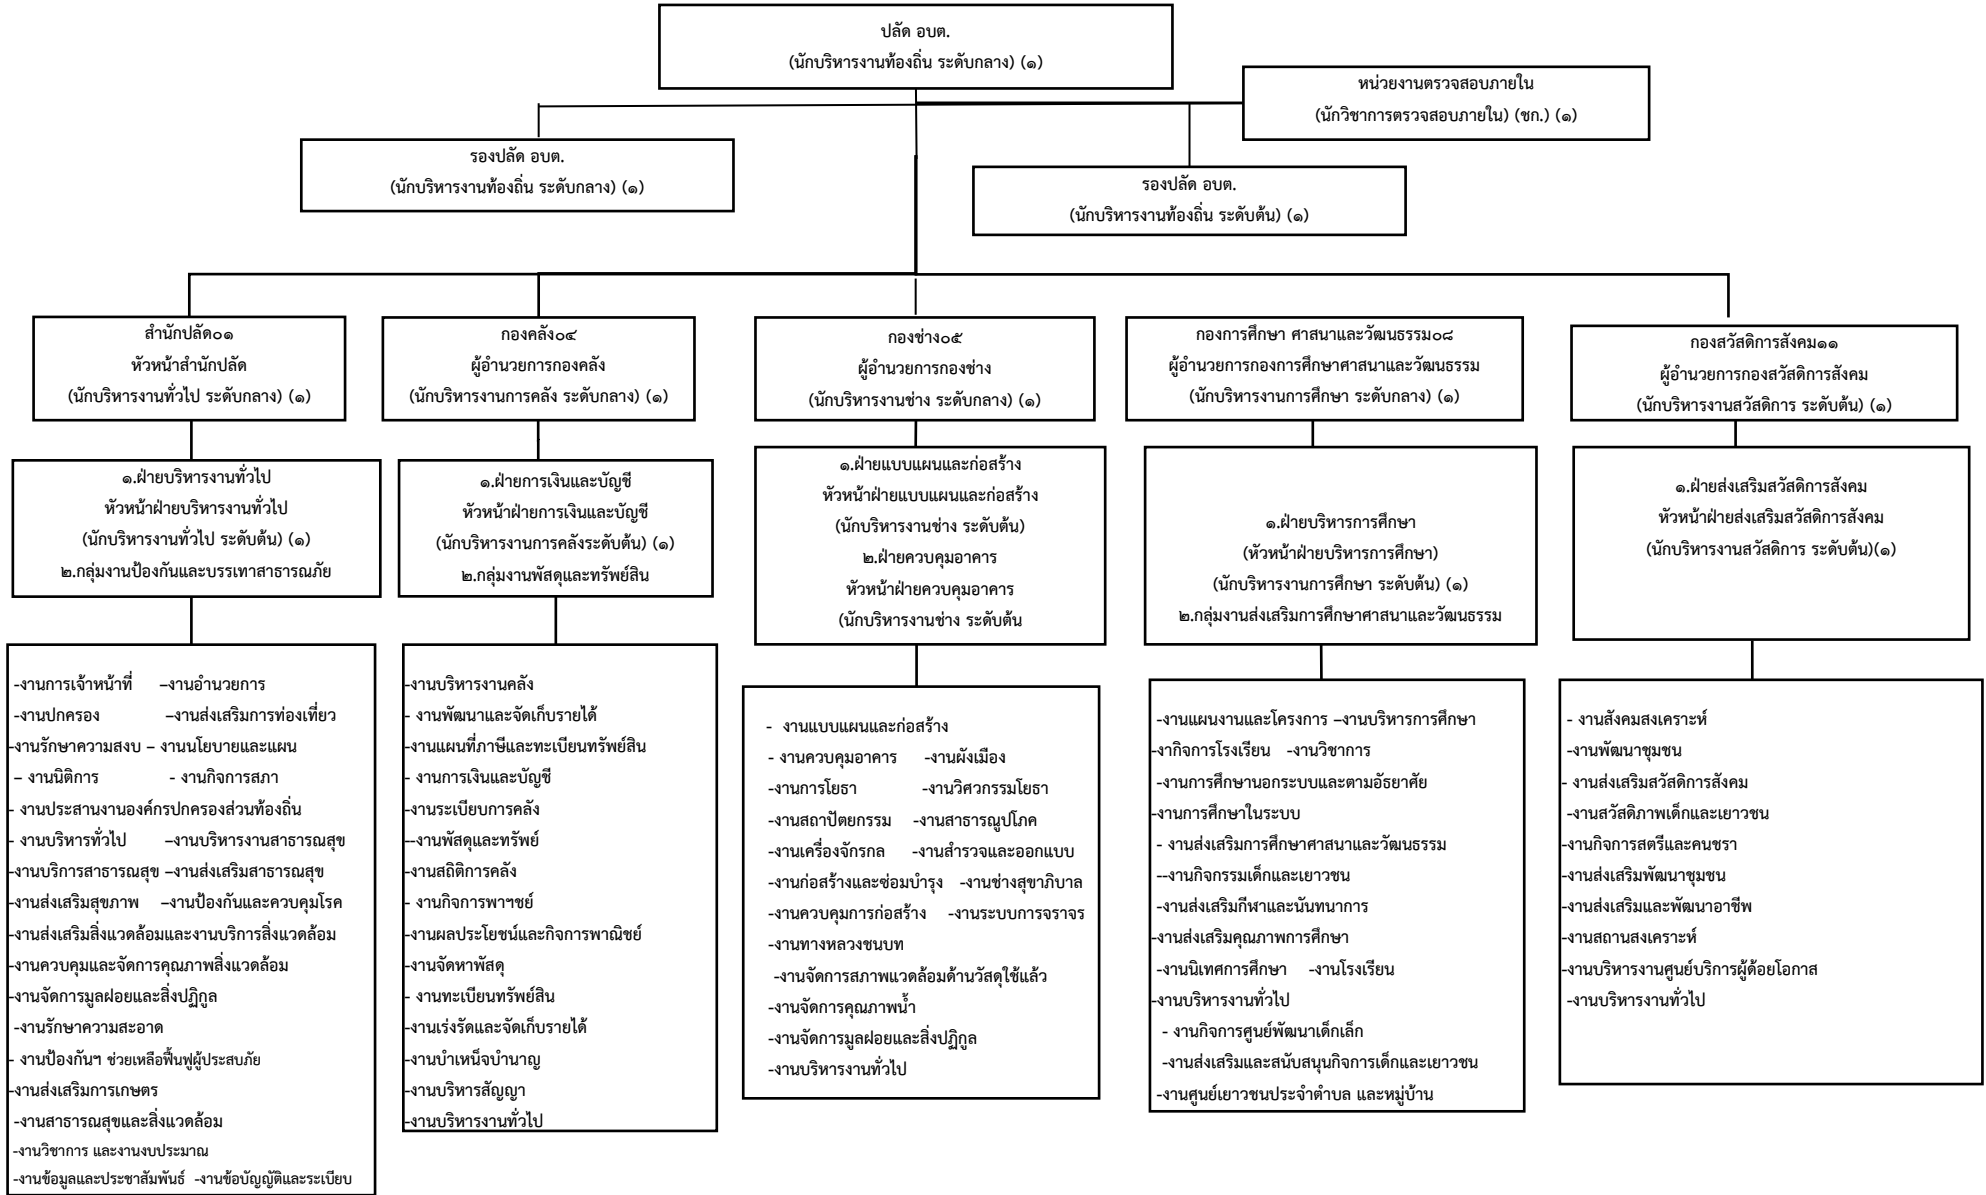 ปลัด อบต.
(นักบริหารงานท้องถิ่น ระดับกลาง) (๑)
หน่วยงานตรวจสอบภายใน
(นักวิชาการตรวจสอบภายใน) (ชก.) (๑)
รองปลัด อบต.
(นักบริหารงานท้องถิ่น ระดับกลาง) (๑)
รองปลัด อบต.
(นักบริหารงานท้องถิ่น ระดับต้น) (๑)
สำนักปลัด๐๑
หัวหน้าสำนักปลัด
(นักบริหารงานทั่วไป ระดับกลาง) (๑)
กองคลัง๐๔
ผู้อำนวยการกองคลัง
(นักบริหารงานการคลัง ระดับกลาง) (๑)
กองช่าง๐๕
ผู้อำนวยการกองช่าง
(นักบริหารงานช่าง ระดับกลาง) (๑)
กองการศึกษา ศาสนาและวัฒนธรรม๐๘
ผู้อำนวยการกองการศึกษาศาสนาและวัฒนธรรม
(นักบริหารงานการศึกษา ระดับกลาง) (๑)
กองสวัสดิการสังคม๑๑
ผู้อำนวยการกองสวัสดิการสังคม
(นักบริหารงานสวัสดิการ ระดับต้น) (๑)
๑.ฝ่ายบริหารงานทั่วไป
หัวหน้าฝ่ายบริหารงานทั่วไป
(นักบริหารงานทั่วไป ระดับต้น) (๑)
๒.กลุ่มงานป้องกันและบรรเทาสาธารณภัย
๑.ฝ่ายการเงินและบัญชี
หัวหน้าฝ่ายการเงินและบัญชี
(นักบริหารงานการคลังระดับต้น) (๑)
๒.กลุ่มงานพัสดุและทรัพย์สิน
๑.ฝ่ายแบบแผนและก่อสร้าง
หัวหน้าฝ่ายแบบแผนและก่อสร้าง
(นักบริหารงานช่าง ระดับต้น)
๒.ฝ่ายควบคุมอาคาร
หัวหน้าฝ่ายควบคุมอาคาร
(นักบริหารงานช่าง ระดับต้น
๑.ฝ่ายบริหารการศึกษา
(หัวหน้าฝ่ายบริหารการศึกษา)
(นักบริหารงานการศึกษา ระดับต้น) (๑)
๒.กลุ่มงานส่งเสริมการศึกษาศาสนาและวัฒนธรรม
๑.ฝ่ายส่งเสริมสวัสดิการสังคม
หัวหน้าฝ่ายส่งเสริมสวัสดิการสังคม
(นักบริหารงานสวัสดิการ ระดับต้น)(๑)
-งานการเจ้าหน้าที่ –งานอำนวยการ
-งานปกครอง –งานส่งเสริมการท่องเที่ยว
-งานรักษาความสงบ – งานนโยบายและแผน
– งานนิติการ - งานกิจการสภา
- งานประสานงานองค์กรปกครองส่วนท้องถิ่น
- งานบริหารทั่วไป –งานบริหารงานสาธารณสุข
-งานบริการสาธารณสุข –งานส่งเสริมสาธารณสุข
-งานส่งเสริมสุขภาพ –งานป้องกันและควบคุมโรค
-งานส่งเสริมสิ่งแวดล้อมและงานบริการสิ่งแวดล้อม
-งานควบคุมและจัดการคุณภาพสิ่งแวดล้อม
-งานจัดการมูลฝอยและสิ่งปฏิกูล
-งานรักษาความสะอาด
- งานป้องกันฯ ช่วยเหลือฟื้นฟูผู้ประสบภัย
-งานส่งเสริมการเกษตร
-งานสาธารณสุขและสิ่งแวดล้อม
-งานวิชาการ และงานงบประมาณ
-งานข้อมูลและประชาสัมพันธ์ -งานข้อบัญญัติและระเบียบ
-งานบริหารงานคลัง
- งานพัฒนาและจัดเก็บรายได้
-งานแผนที่ภาษีและทะเบียนทรัพย์สิน
- งานการเงินและบัญชี
-งานระเบียบการคลัง
--งานพัสดุและทรัพย์
-งานสถิติการคลัง
- งานกิจการพาฯชย์
-งานผลประโยชน์และกิจการพาณิชย์
-งานจัดหาพัสดุ
- งานทะเบียนทรัพย์สิน
-งานเร่งรัดและจัดเก็บรายได้
-งานบำเหน็จบำนาญ
-งานบริหารสัญญา
-งานบริหารงานทั่วไป
- งานแบบแผนและก่อสร้าง
- งานควบคุมอาคาร -งานผังเมือง
-งานการโยธา -งานวิศวกรรมโยธา
-งานสถาปัตยกรรม -งานสาธารณูปโภค
-งานเครื่องจักรกล -งานสำรวจและออกแบบ
-งานก่อสร้างและซ่อมบำรุง -งานช่างสุขาภิบาล
-งานควบคุมการก่อสร้าง -งานระบบการจราจร
-งานทางหลวงชนบท
-งานจัดการสภาพแวดล้อมด้านวัสดุใช้แล้ว
-งานจัดการคุณภาพน้ำ
-งานจัดการมูลฝอยและสิ่งปฏิกูล
-งานบริหารงานทั่วไป
-งานแผนงานและโครงการ –งานบริหารการศึกษา
-งากิจการโรงเรียน -งานวิชาการ
-งานการศึกษานอกระบบและตามอัธยาศัย
-งานการศึกษาในระบบ
- งานส่งเสริมการศึกษาศาสนาและวัฒนธรรม
--งานกิจกรรมเด็กและเยาวชน
-งานส่งเสริมกีฬาและนันทนาการ
-งานส่งเสริมคุณภาพการศึกษา
-งานนิเทศการศึกษา -งานโรงเรียน
-งานบริหารงานทั่วไป
- งานกิจการศูนย์พัฒนาเด็กเล็ก
-งานส่งเสริมและสนับสนุนกิจการเด็กและเยาวชน
-งานศูนย์เยาวชนประจำตำบล และหมู่บ้าน
- งานสังคมสงเคราะห์
-งานพัฒนาชุมชน
- งานส่งเสริมสวัสดิการสังคม
-งานสวัสดิภาพเด็กและเยาวชน
-งานกิจการสตรีและคนชรา
-งานส่งเสริมพัฒนาชุมชน
-งานส่งเสริมและพัฒนาอาชีพ
-งานสถานสงเคราะห์
-งานบริหารงานศูนย์บริการผู้ด้อยโอกาส
-งานบริหารงานทั่วไป